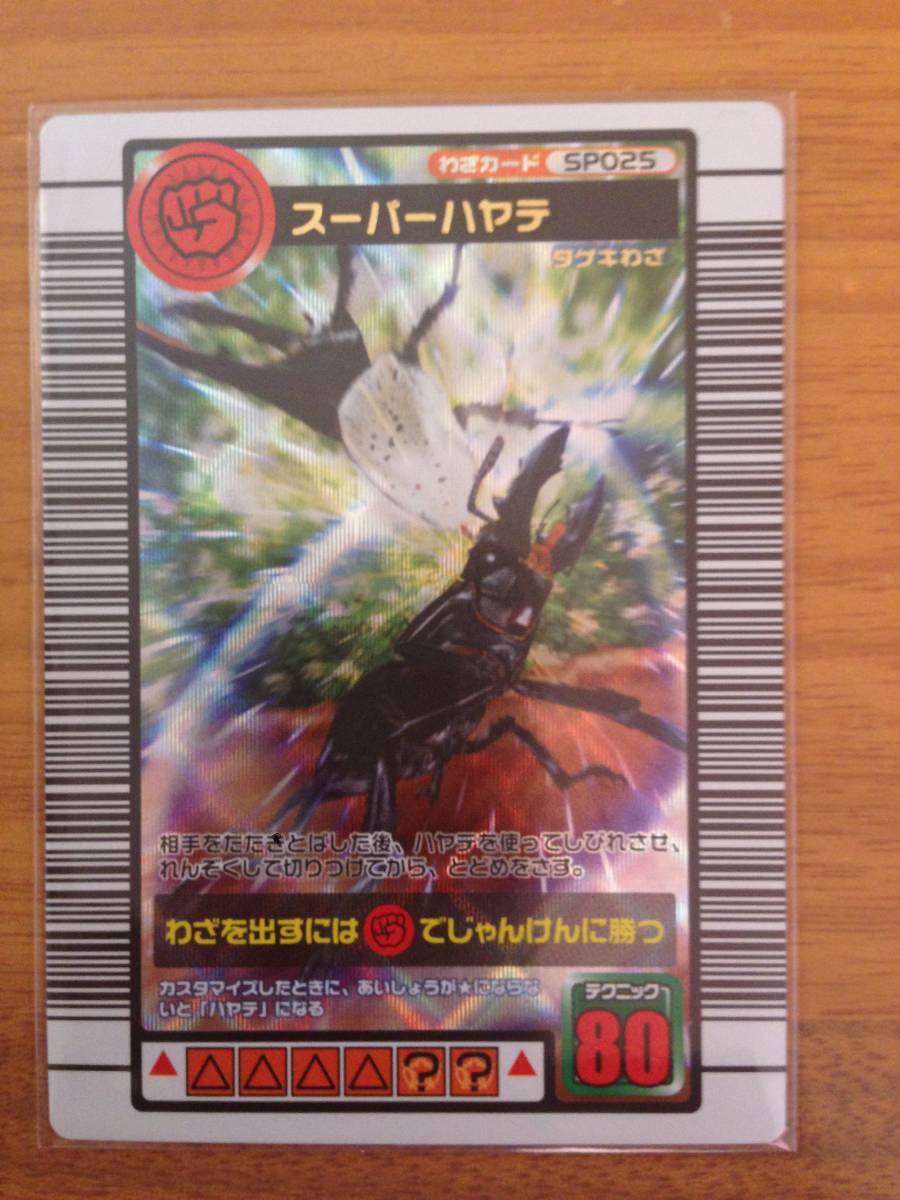 わざカード SP025
スーパーハヤテ
ダゲキわざ
相手をたたきとばした後、ハヤテを使ってしびれさせ、
れんぞくして切りつけてから、とどめをさす。
わざを出すには でじゃんけんに勝つ
カスタマイズしたときに、あいしょうが★にならな
いと「ハヤテ」になる
テクニック
80
? ?